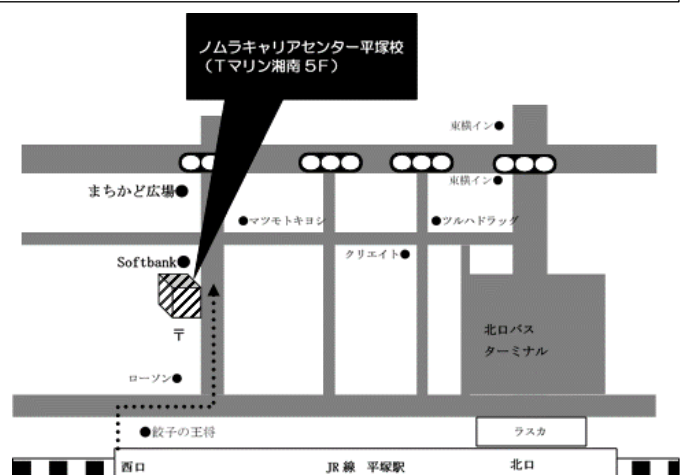 ノムラキャリアセンター平塚校
（Tマリン湘南5F）
東横イン●
東横イン●
まちかど広場●
●マツモトキヨシ
●ツルハドラッグ
クリエイト●
Softbank●
〒
北口バス
ターミナル
ローソン●
●餃子の王将
ラスカ
西口
JR線 平塚駅
北口